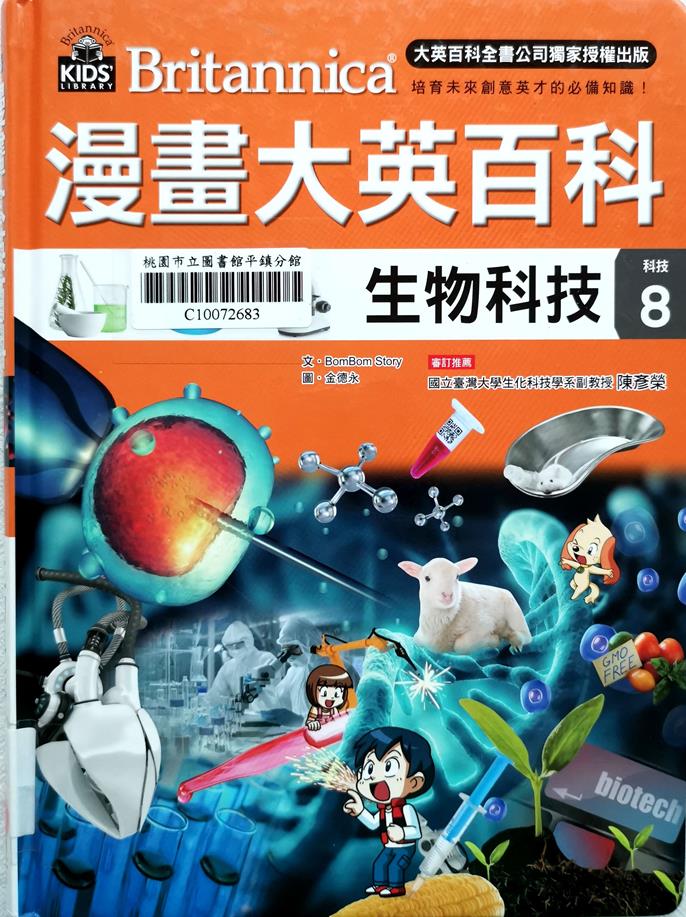 Britannica®
KIDS'
LIBRARY
Britannica®
大英百科全書公司獨家授權出版
培育未來創意英才的必備知識！
漫畫大英百科
桃園市立圖書館平鎮分館
C10072683
生物科技
科技
8
文・BomBom Story
圖・金德永
審訂推薦
國立臺灣大學生化科技學系副教授 陳彥榮
GMO
FREE
biotech